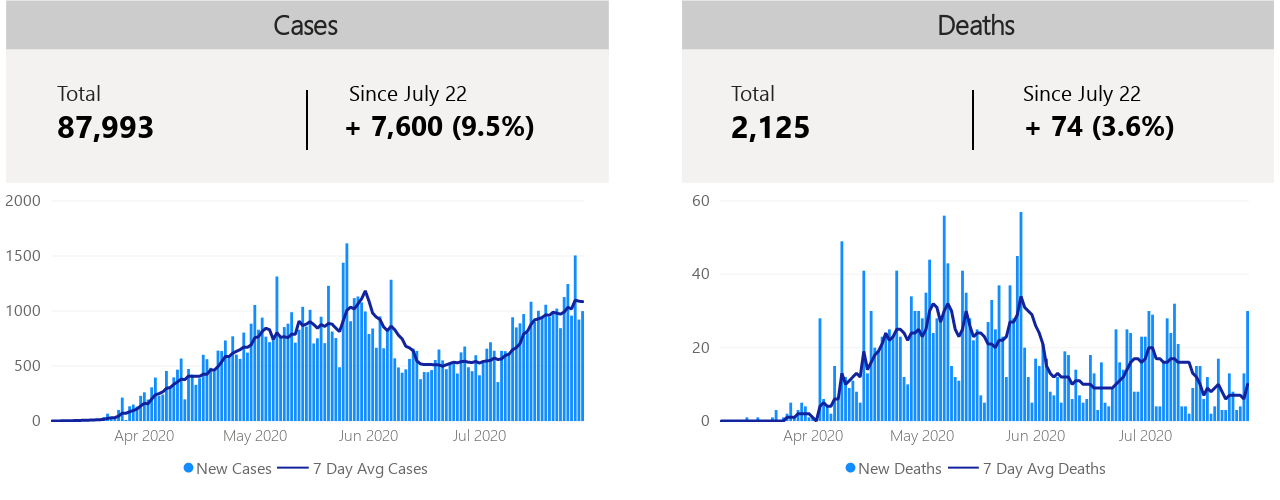 Cases
Total
Since July 22
87,993
+ 7,600 (9.5%)
2000
1500
1000
500
0
Apr 2020
May 2020
Jun 2020
Jul 2020
New Cases
7 Day Avg Cases
Deaths
Total
Since July 22
2,125
+ 74 (3.6%)
60
40
20
0
Apr 2020
May 2020
Jun 2020
Jul 2020
New Deaths
7 Day Avg Deaths